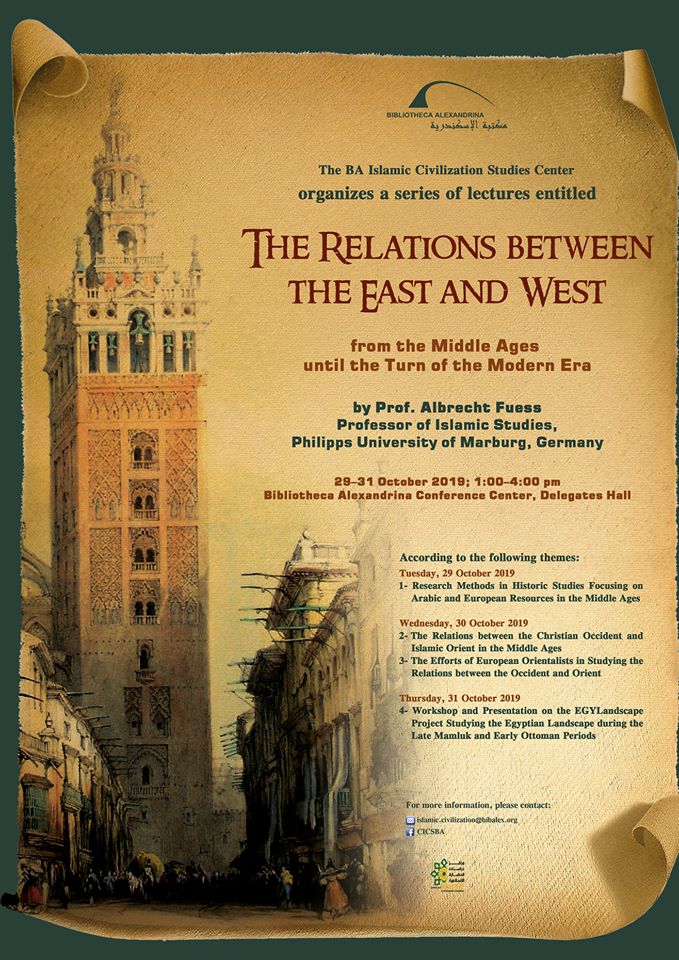 BIBLIOTHECA ALEXANDRINA
مكتبة الإسكندرية
The BA Islamic Civilization Studies Center
organizes a series of lectures entitled
THE RELATIONS BETWEEN
THE EAST AND WEST
from the Middle Ages
until the Turn of the Modern Era
by Prof. Albrecht Fuess
Professor of Islamic Studies,
Philipps University of Marburg, Germany
29–31 October 2019; 1:00–4:00 pm
Bibliotheca Alexandrina Conference Center, Delegates Hall
According to the following themes:
Tuesday, 29 October 2019
1- Research Methods in Historic Studies Focusing on
Arabic and European Resources in the Middle Ages
Wednesday, 30 October 2019
2- The Relations between the Christian Occident and
Islamic Orient in the Middle Ages
3- The Efforts of European Orientalists in Studying the
Relations between the Occident and Orient
Thursday, 31 October 2019
4- Workshop and Presentation on the EGYLandscape
Project Studying the Egyptian Landscape during the
Late Mamluk and Early Ottoman Periods
For more information, please contact:
islamic.civilization@bibalex.org
CICSBA
مركز
دراسات
الحضارة
الإسلامية